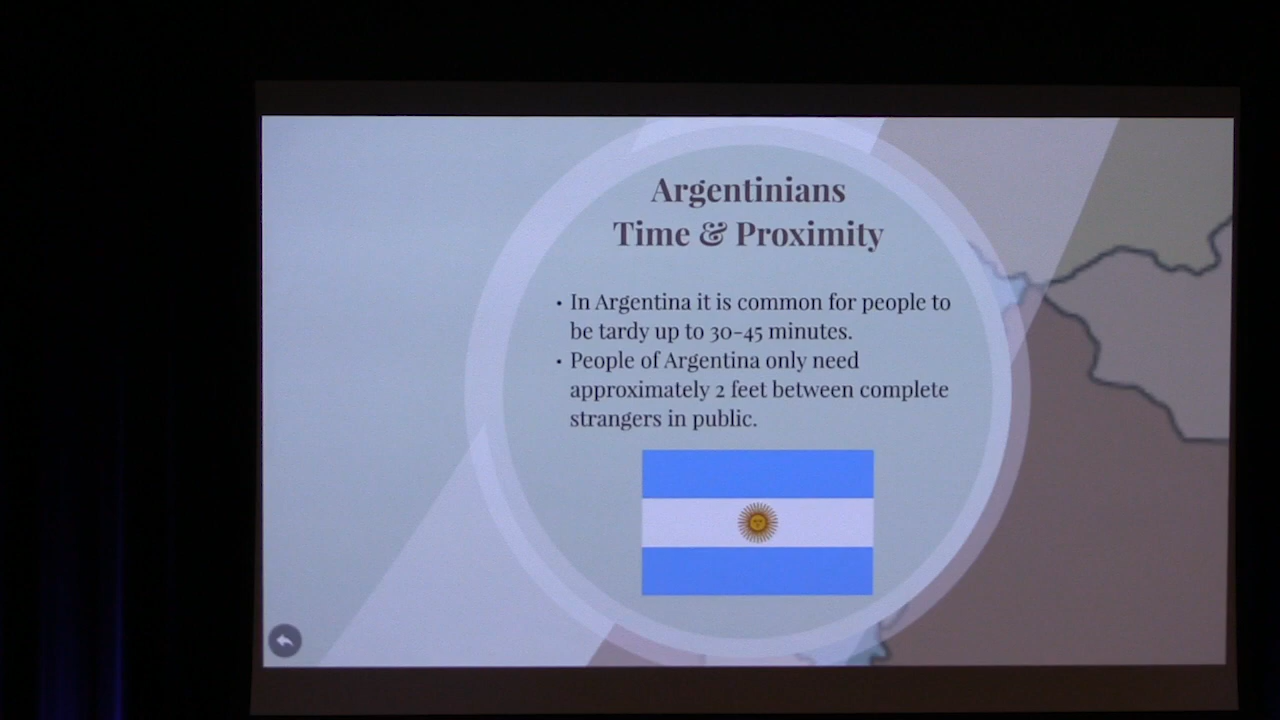 Argentinians
Time & Proximity
• In Argentina it is common for people to
be tardy up to 30-45 minutes.
• People of Argentina only need
approximately 2 feet between complete
strangers in public.